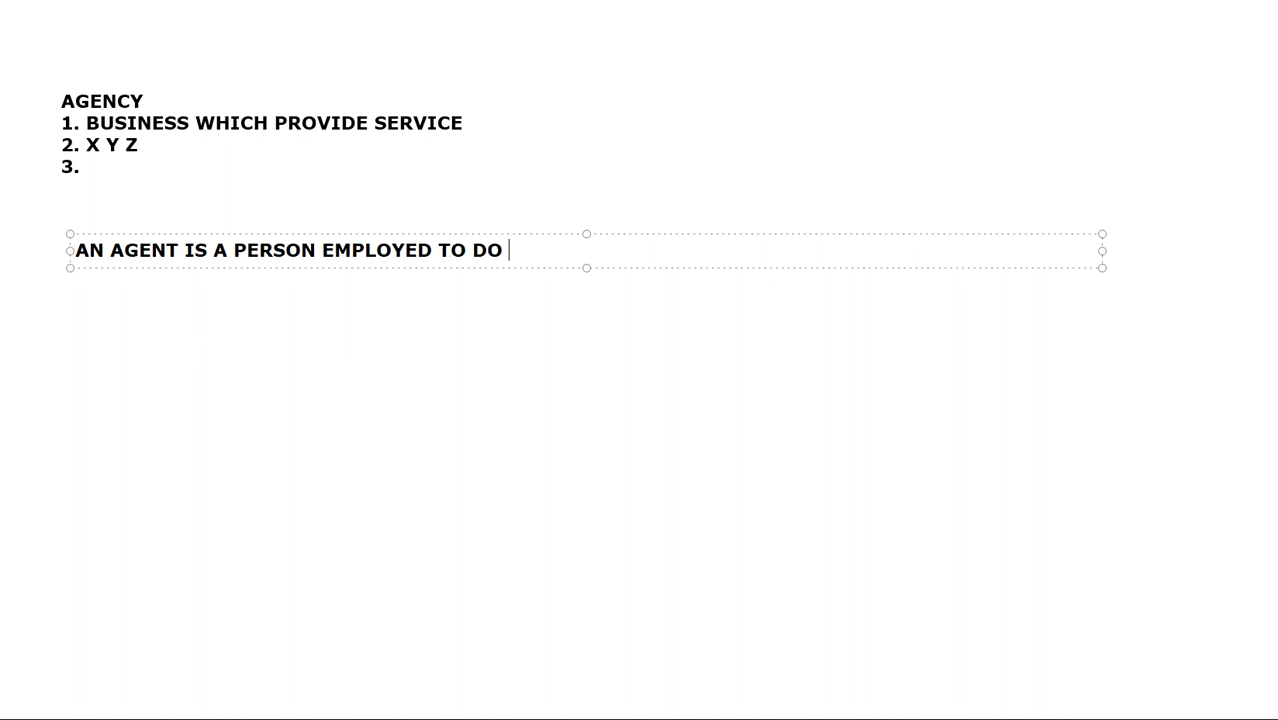 AGENCY
1. BUSINESS WHICH PROVIDE SERVICE
2. X Y Z
3.
AN AGENT IS A PERSON EMPLOYED TO DO